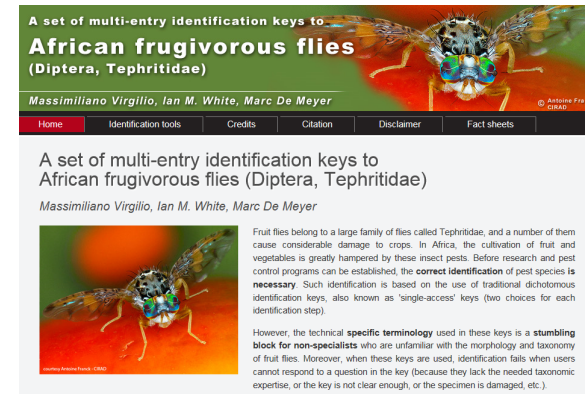 A set of multi-entry identification keys to
African frugivorous flies
(Diptera, Tephritidae)
Massimiliano Virgilio, Ian M. White, Marc De Meyer
© Antoine Fra
CIRAD
Home Identification tools Credits Citation Disclaimer Fact sheets
A set of multi-entry identification keys to
African frugivorous flies (Diptera, Tephritidae)
Massimiliano Virgilio, Ian M. White, Marc De Meyer
Fruit flies belong to a large family of flies called Tephritidae, and a number of them
cause considerable damage to crops. In Africa, the cultivation of fruit and
vegetables is greatly hampered by these insect pests. Before research and pest
control programs can be established, the correct identification of pest species is
necessary. Such identification is based on the use of traditional dichotomous
identification keys, also known as 'single-access' keys (two choices for each
identification step).
However, the technical specific terminology used in these keys is a stumbling
block for non-specialists who are unfamiliar with the morphology and taxonomy
of fruit flies. Moreover, when these keys are used, identification fails when users
cannot respond to a question in the key (because they lack the needed taxonomic
expertise, or the key is not clear enough, or the specimen is damaged, etc.).
courtesy Antoine Franck - CIRAD